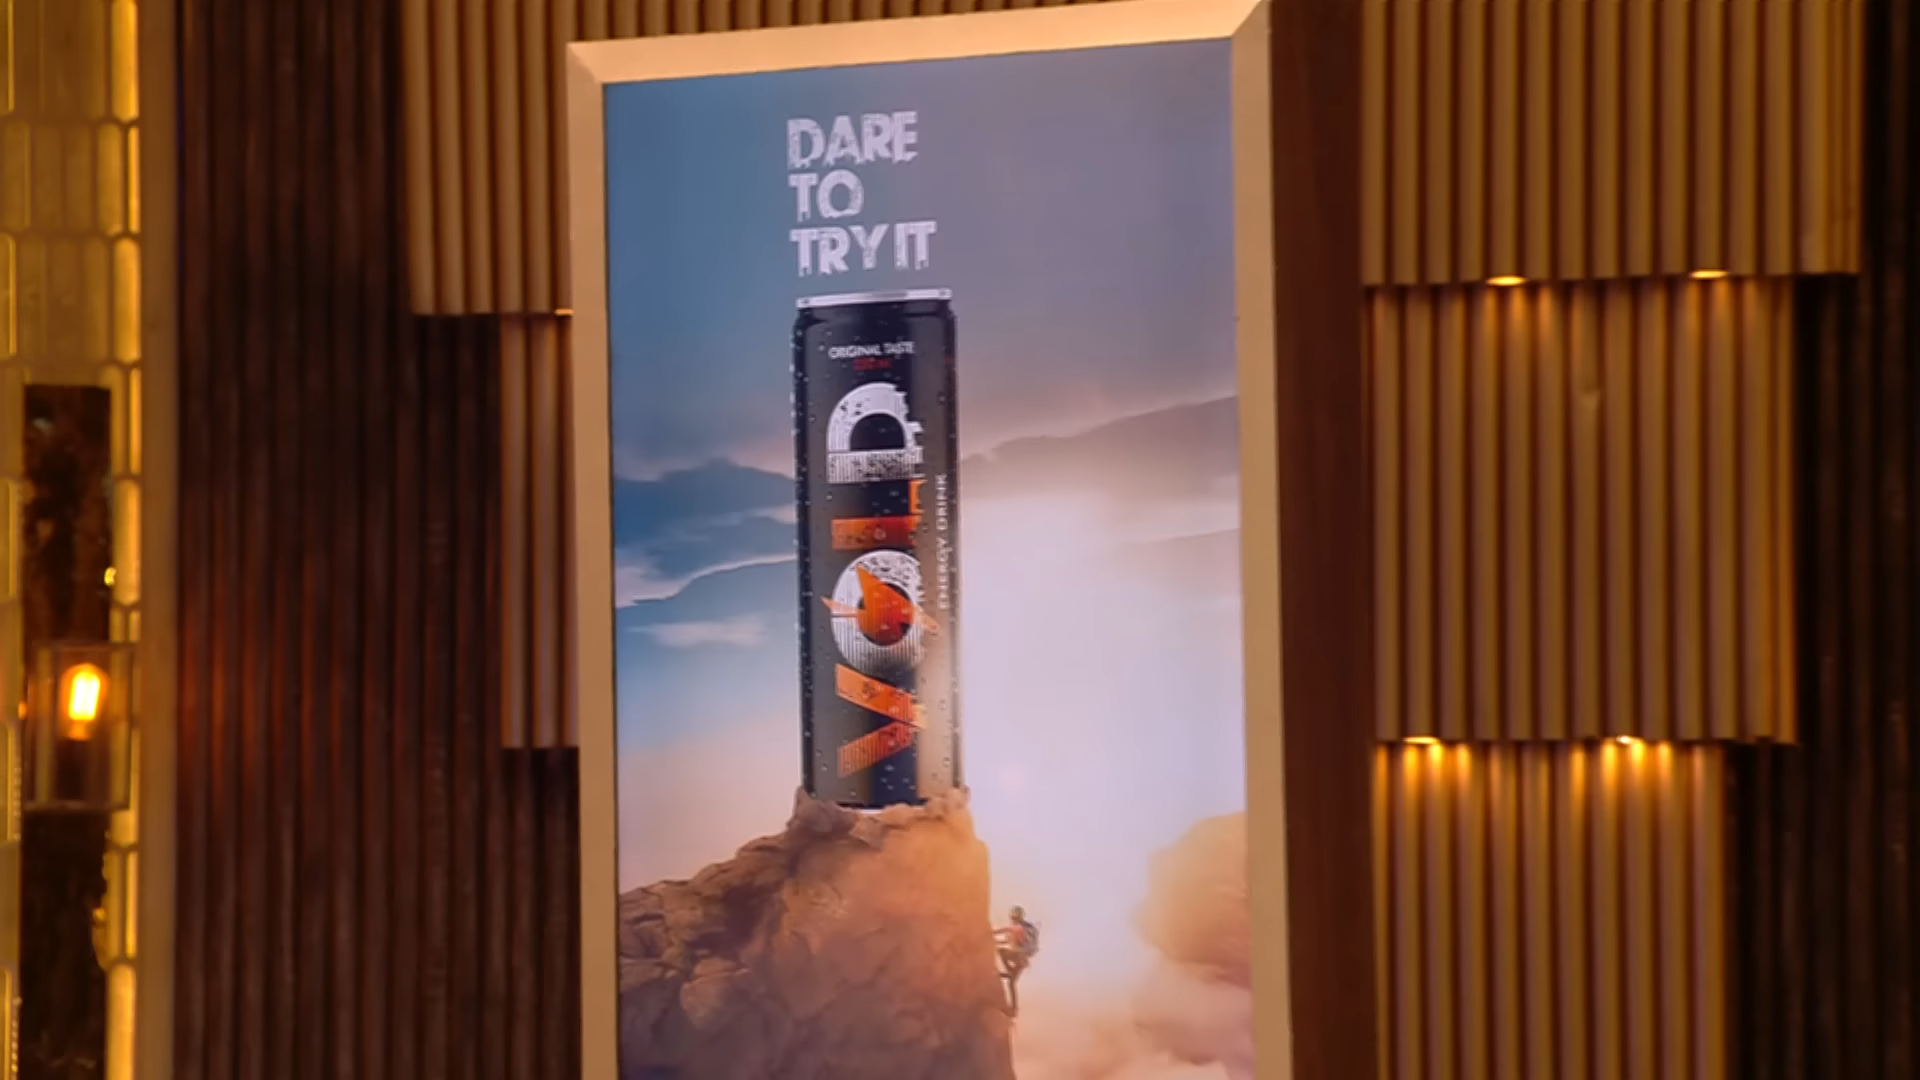 DARE
TO
TRY IT
ORIGINAL TASTE
VOLD
ENERGY DRINK